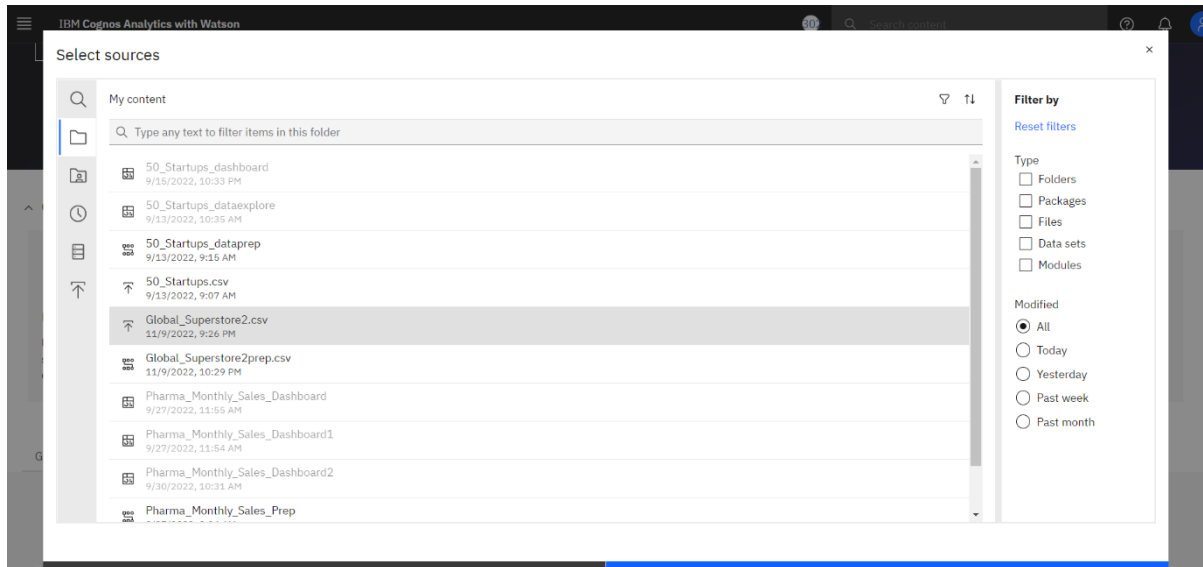 IBM Cognos Analytics with Watson
Search content
Select sources
My content
Type any text to filter items in this folder
50_Startups_dashboard
9/15/2022, 10:33 PM
50_Startups_dataexplore
9/13/2022, 10:35 AM
50_Startups_dataprep
9/13/2022, 9:15 AM
50_Startups.csv
9/13/2022, 9:07 AM
Global_Superstore2.csv
11/9/2022, 9:26 PM
Global_Superstore2prep.csv
11/9/2022, 10:29 PM
Pharma_Monthly_Sales_Dashboard
9/27/2022, 11:55 AM
Pharma_Monthly_Sales_Dashboard1
9/27/2022, 11:54 AM
Pharma_Monthly_Sales_Dashboard2
9/30/2022, 10:31 AM
Pharma_Monthly_Sales_Prep
Filter by
Reset filters
Type
Folders
Packages
Files
Data sets
Modules
Modified
All
Today
Yesterday
Past week
Past month